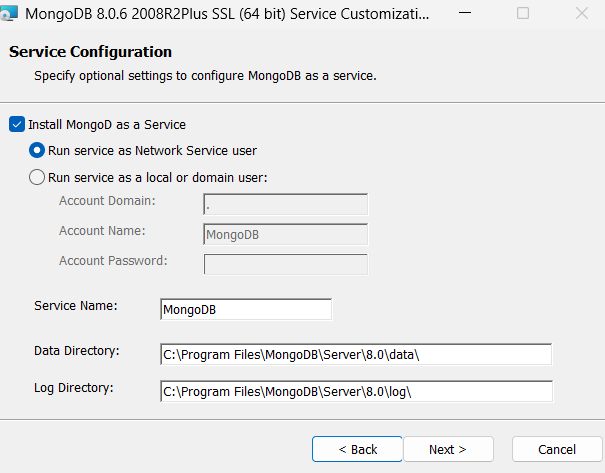 MongoDB 8.0.6 2008R2Plus SSL (64 bit) Service Customizati...
Service Configuration
Specify optional settings to configure MongoDB as a service.
Install MongoD as a Service
Run service as Network Service user
Run service as a local or domain user:
Account Domain: .
Account Name: MongoDB
Account Password:
Service Name: MongoDB
Data Directory: C:\Program Files\MongoDB\Server\8.0\data\
Log Directory: C:\Program Files\MongoDB\Server\8.0\log\
< Back Next > Cancel